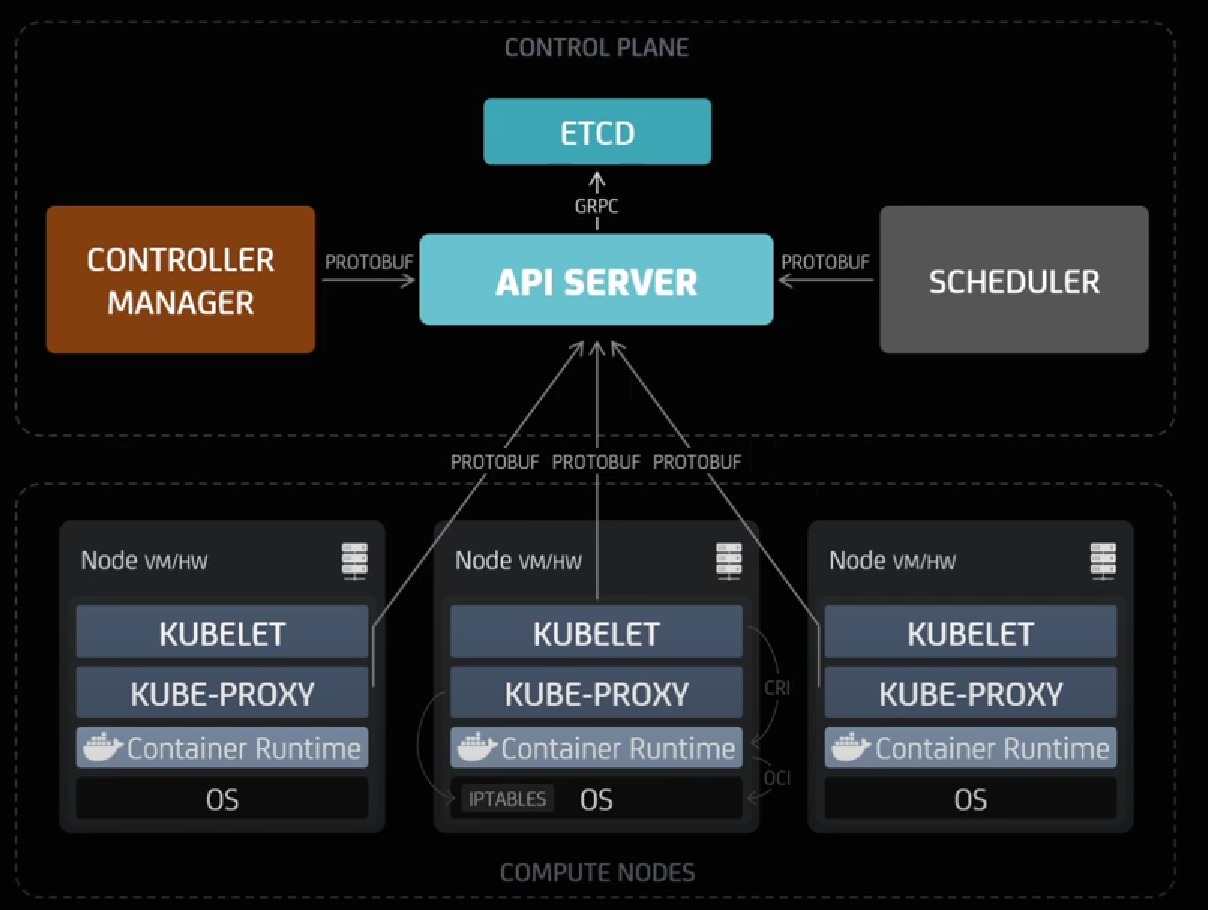 CONTROL PLANE
ETCD
GRPC
CONTROLLER
MANAGER
PROTOBUF
API SERVER
PROTOBUF
SCHEDULER
PROTOBUF PROTOBUF PROTOBUF
Node VM/HW
KUBELET
KUBE-PROXY
Container Runtime
OS
Node VM/HW
KUBELET
KUBE-PROXY
CRI
Container Runtime
OCI
IPTABLES OS
Node VM/HW
KUBELET
KUBE-PROXY
Container Runtime
OS
COMPUTE NODES